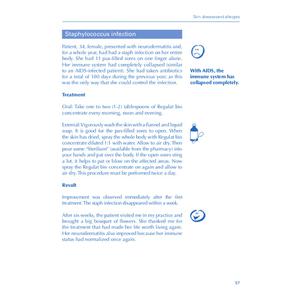 Skin diseases/allergies
Staphylococcus infection
Patient, 34, female, presented with neurodermitis and,
for a whole year, had had a staph infection on her entire
body. She had 11 pus-filled sores on one finger alone.
Her immune system had completely collapsed (similar
to an AIDS-infected patient). She had taken antibiotics
for a total of 100 days during the previous year, as this
was the only way that she could control the infection.
With AIDS, the
immune system has
collapsed completely.
Treatment
Oral: Take one to two (1-2) tablespoons of Regulat bio
concentrate every morning, noon and evening.
External: Vigorously wash the skin with a flannel and liquid
soap. It is good for the pus-filled sores to open. When
the skin has dried, spray the whole body with Regulat bio
concentrate diluted 1:1 with water. Allow to air dry. Then
pour some "Sterilium" (available from the pharmacy) into
your hands and pat over the body. If the open sores sting
a lot, it helps to pat or blow on the affected areas. Now
spray the Regulat bio concentrate on again and allow to
air dry. This procedure must be performed twice a day.
Result
Improvement was observed immediately after the first
treatment. The staph infection disappeared within a week.
After six weeks, the patient visited me in my practice and
brought a big bouquet of flowers. She thanked me for
the treatment that had made her life worth living again.
Her neurodermitis also improved because her immune
status had normalized once again.
57